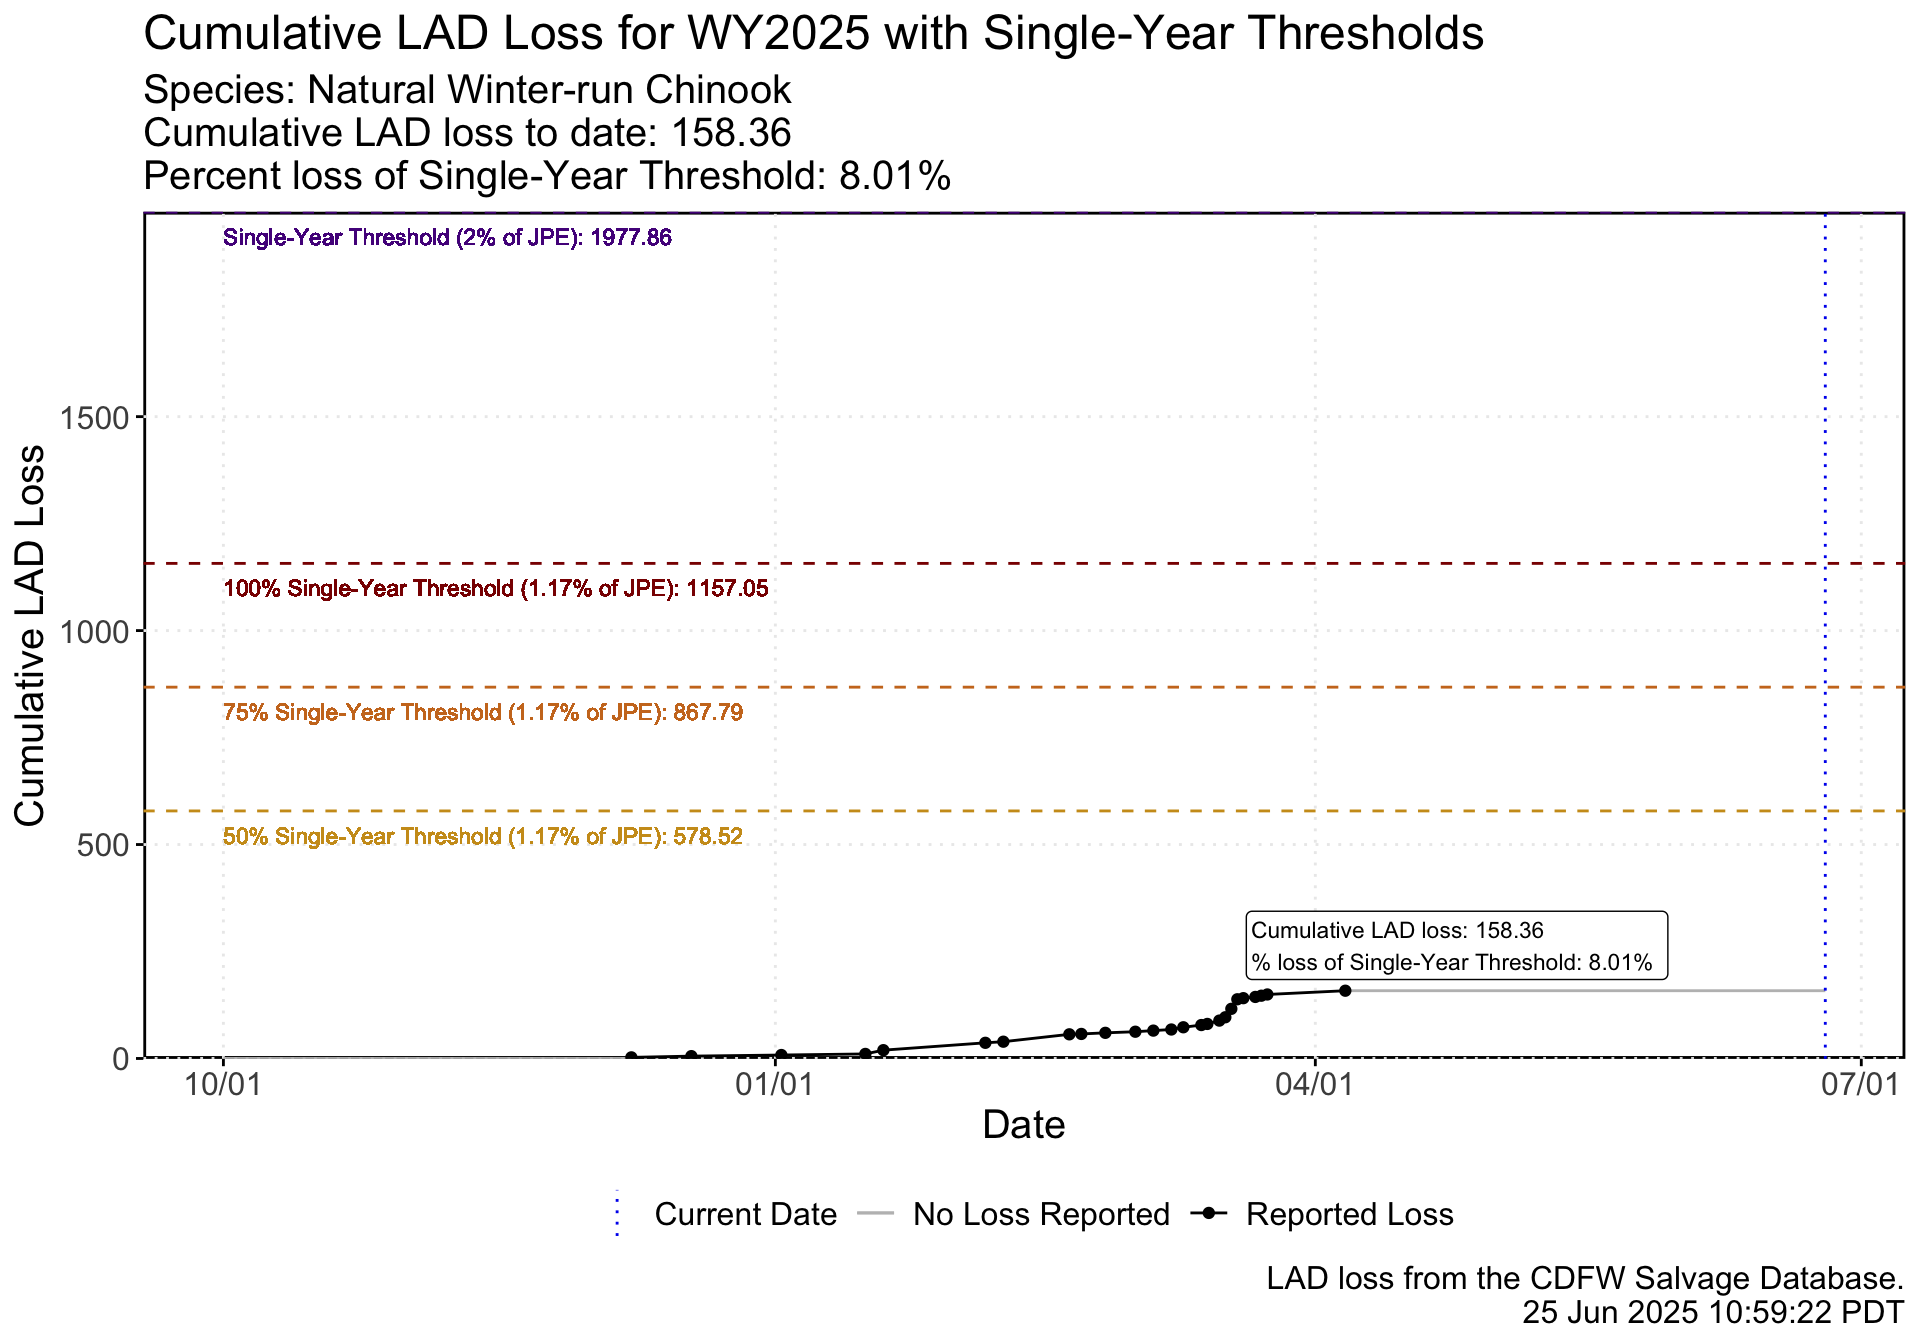 Cumulative LAD Loss for WY2025 with Single-Year Thresholds
Species: Natural Winter-run Chinook
Cumulative LAD loss to date: 158.36
Percent loss of Single-Year Threshold: 8.01%
Single-Year Threshold (2% of JPE): 1977.86
1500
100% Single-Year Threshold (1.17% of JPE): 1157.05
1000
75% Single-Year Threshold (1.17% of JPE): 867.79
50% Single-Year Threshold (1.17% of JPE): 578.52
500
Cumulative LAD loss: 158.36
% loss of Single-Year Threshold: 8.01%
0
Cumulative LAD Loss
10/01 01/01 04/01 07/01
Date
Current Date No Loss Reported Reported Loss
LAD loss from the CDFW Salvage Database.
25 Jun 2025 10:59:22 PDT